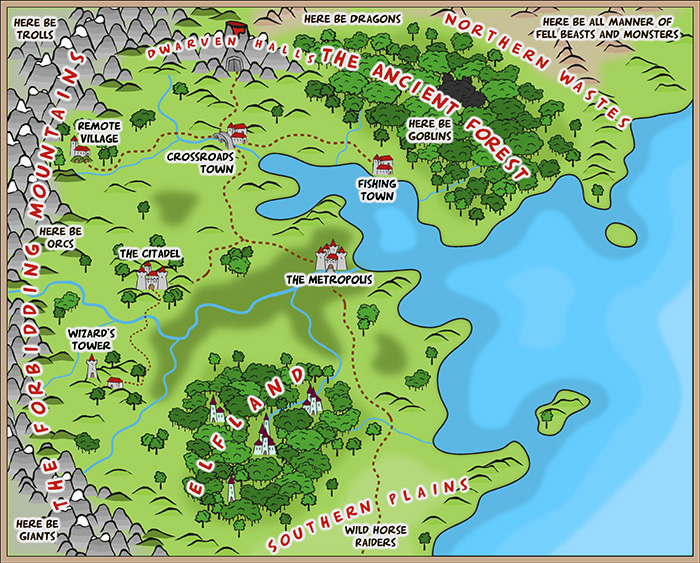 HERE BE
TROLLS
HERE BE DRAGONS
NORTHERN WASTES
HERE BE ALL MANNER OF
FELL BEASTS AND MONSTERS
DWARVEN HALLS
THE ANCIENT FOREST
THE FORBIDDING MOUNTAINS
REMOTE
VILLAGE
CROSSROADS
TOWN
HERE BE
GOBLINS
FISHING
TOWN
HERE BE
ORCS
THE CITADEL
THE METROPOLIS
WIZARD'S
TOWER
ELFLAND
SOUTHERN PLAINS
HERE BE
GIANTS
WILD HORSE
RAIDERS